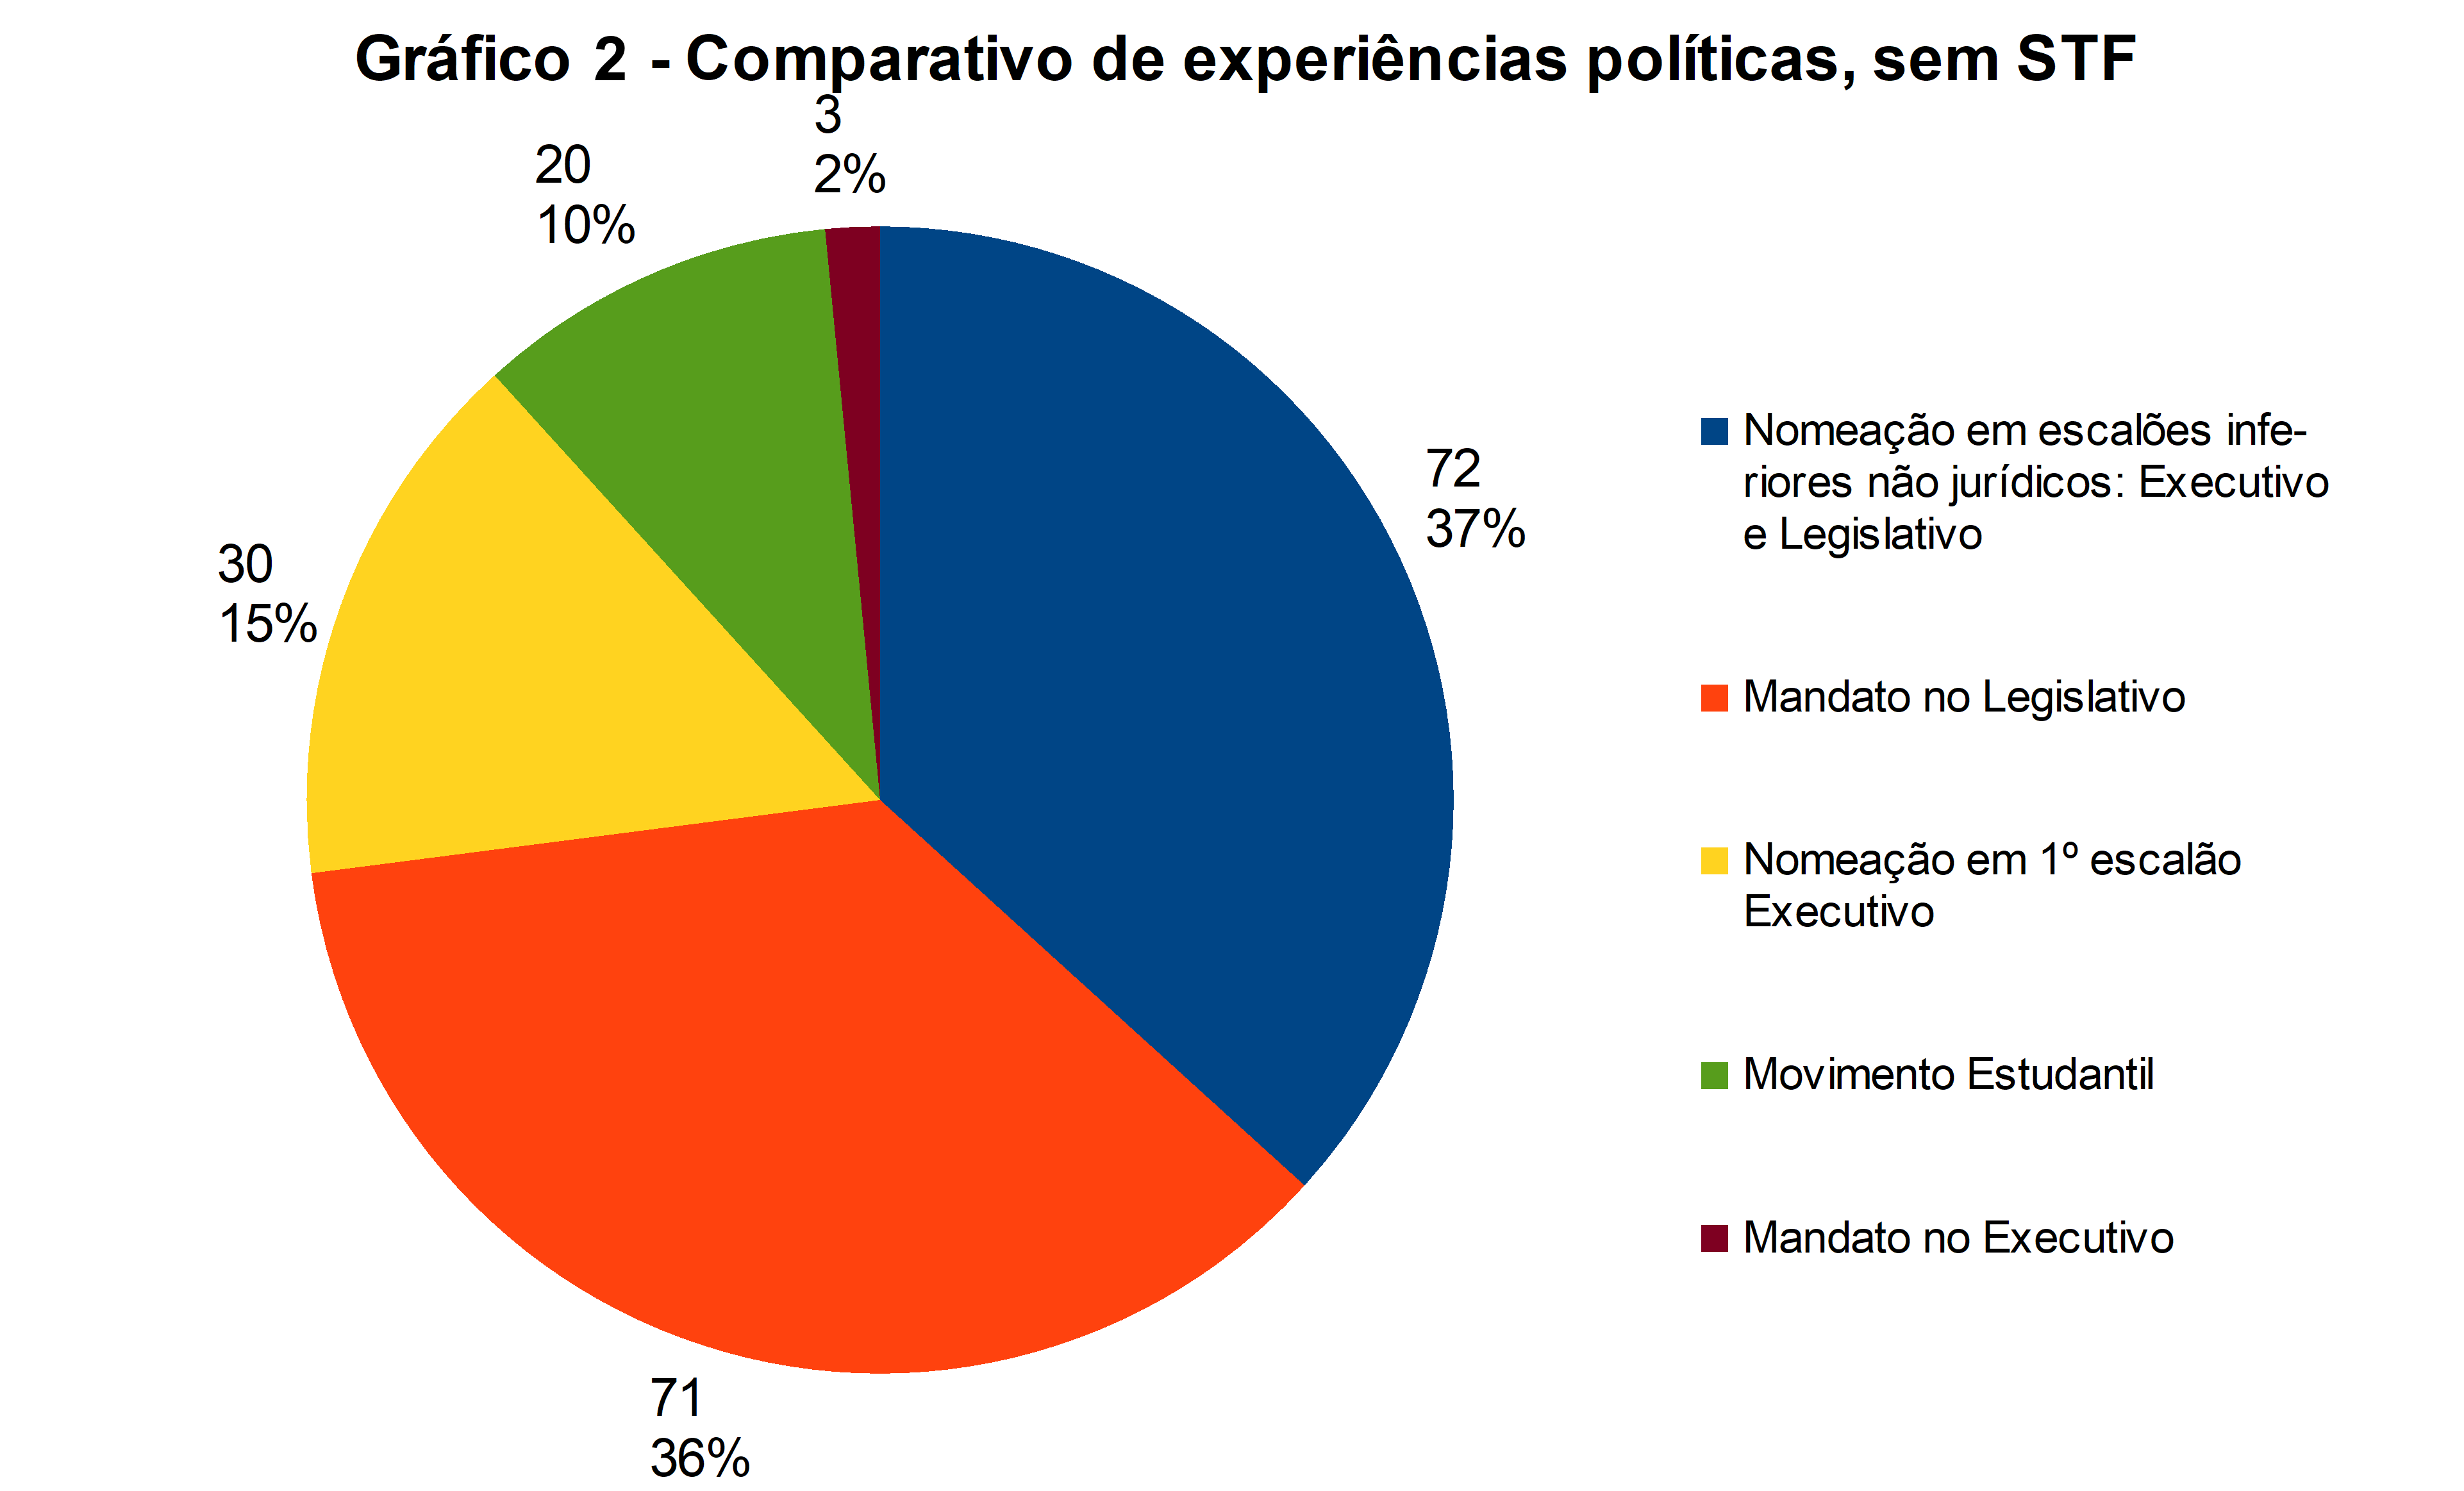 Gráfico 2 - Comparativo de experiências políticas, sem STF
3
2%
20
10%
72
37%
30
15%
71
36%
Nomeação em escalões infe-
riores não jurídicos: Executivo
e Legislativo
Mandato no Legislativo
Nomeação em 1º escalão
Executivo
Movimento Estudantil
Mandato no Executivo